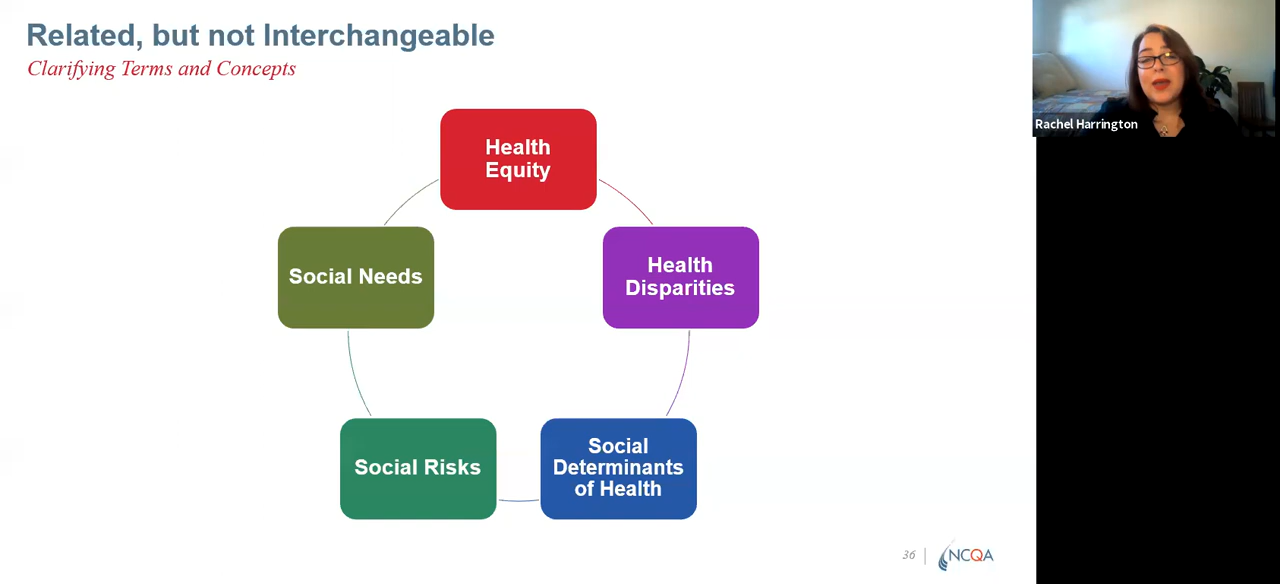 Related, but not Interchangeable
Clarifying Terms and Concepts
Rachel Harrington
Health
Equity
Social Needs
Health
Disparities
Social Risks
Social
Determinants
of Health
36
NCQA